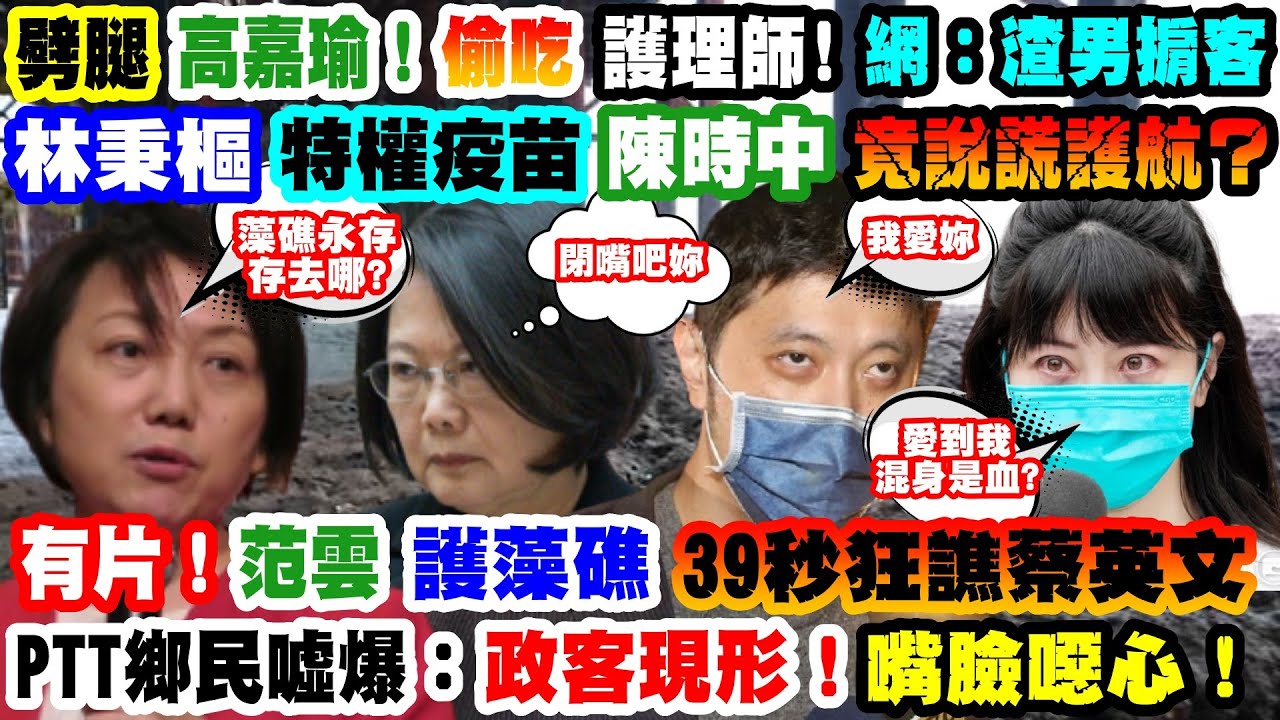 劈腿 高嘉瑜！偷吃 護理師！網：渣男掮客
林秉樞 特權疫苗 陳時中 竟說謊護航？
藻礁永存
存去哪？
閉嘴吧妳
我愛妳
愛到我
混身是血？
有片！范雲 護藻礁 39秒狂譙蔡英文
PTT鄉民噓爆：政客現形！嘴臉噁心！